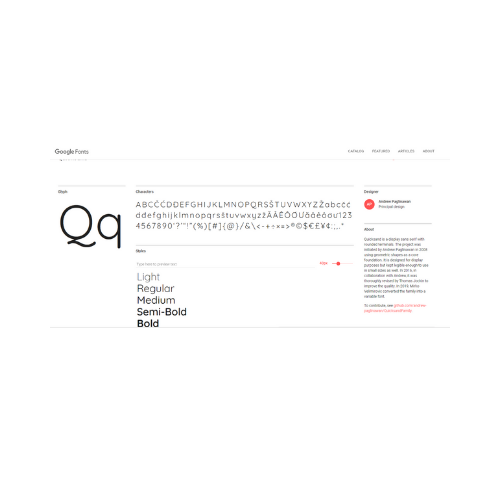 Google Fonts
CATALOG FEATURED ARTICLES ABOUT
Glyph
Qq
Characters
ABCČĆDĐEFGHIJKLMNOPQRSŠTUVWXYZŽabcčć
dđefghijklmnopqrsštuvwxyzžĂÂÊÔƠƯăâêôơư123
4567890'?'"!"(%)[#]{@}/&\<-+÷×=>®©$€£¥¢:;,.*
Styles
Type here to preview text
Light
Regular
Medium
Semi-Bold
Bold
Designer
Andrew Paglinawan
Principal design
About
Quicksand is a display sans serif with
rounded terminals. The project was
initiated by Andrew Paglinawan in 2008
using geometric shapes as a core
foundation. It is designed for display
purposes but kept legible enough to use
in small sizes as well. In 2016, in
collaboration with Andrew, it was
thoroughly revised by Thomas Jockin to
improve the quality. In 2019, Mirko
Velimirovic converted the family into a
variable font.
To contribute, see github.com/andrew-
paglinawan/QuicksandFamily.